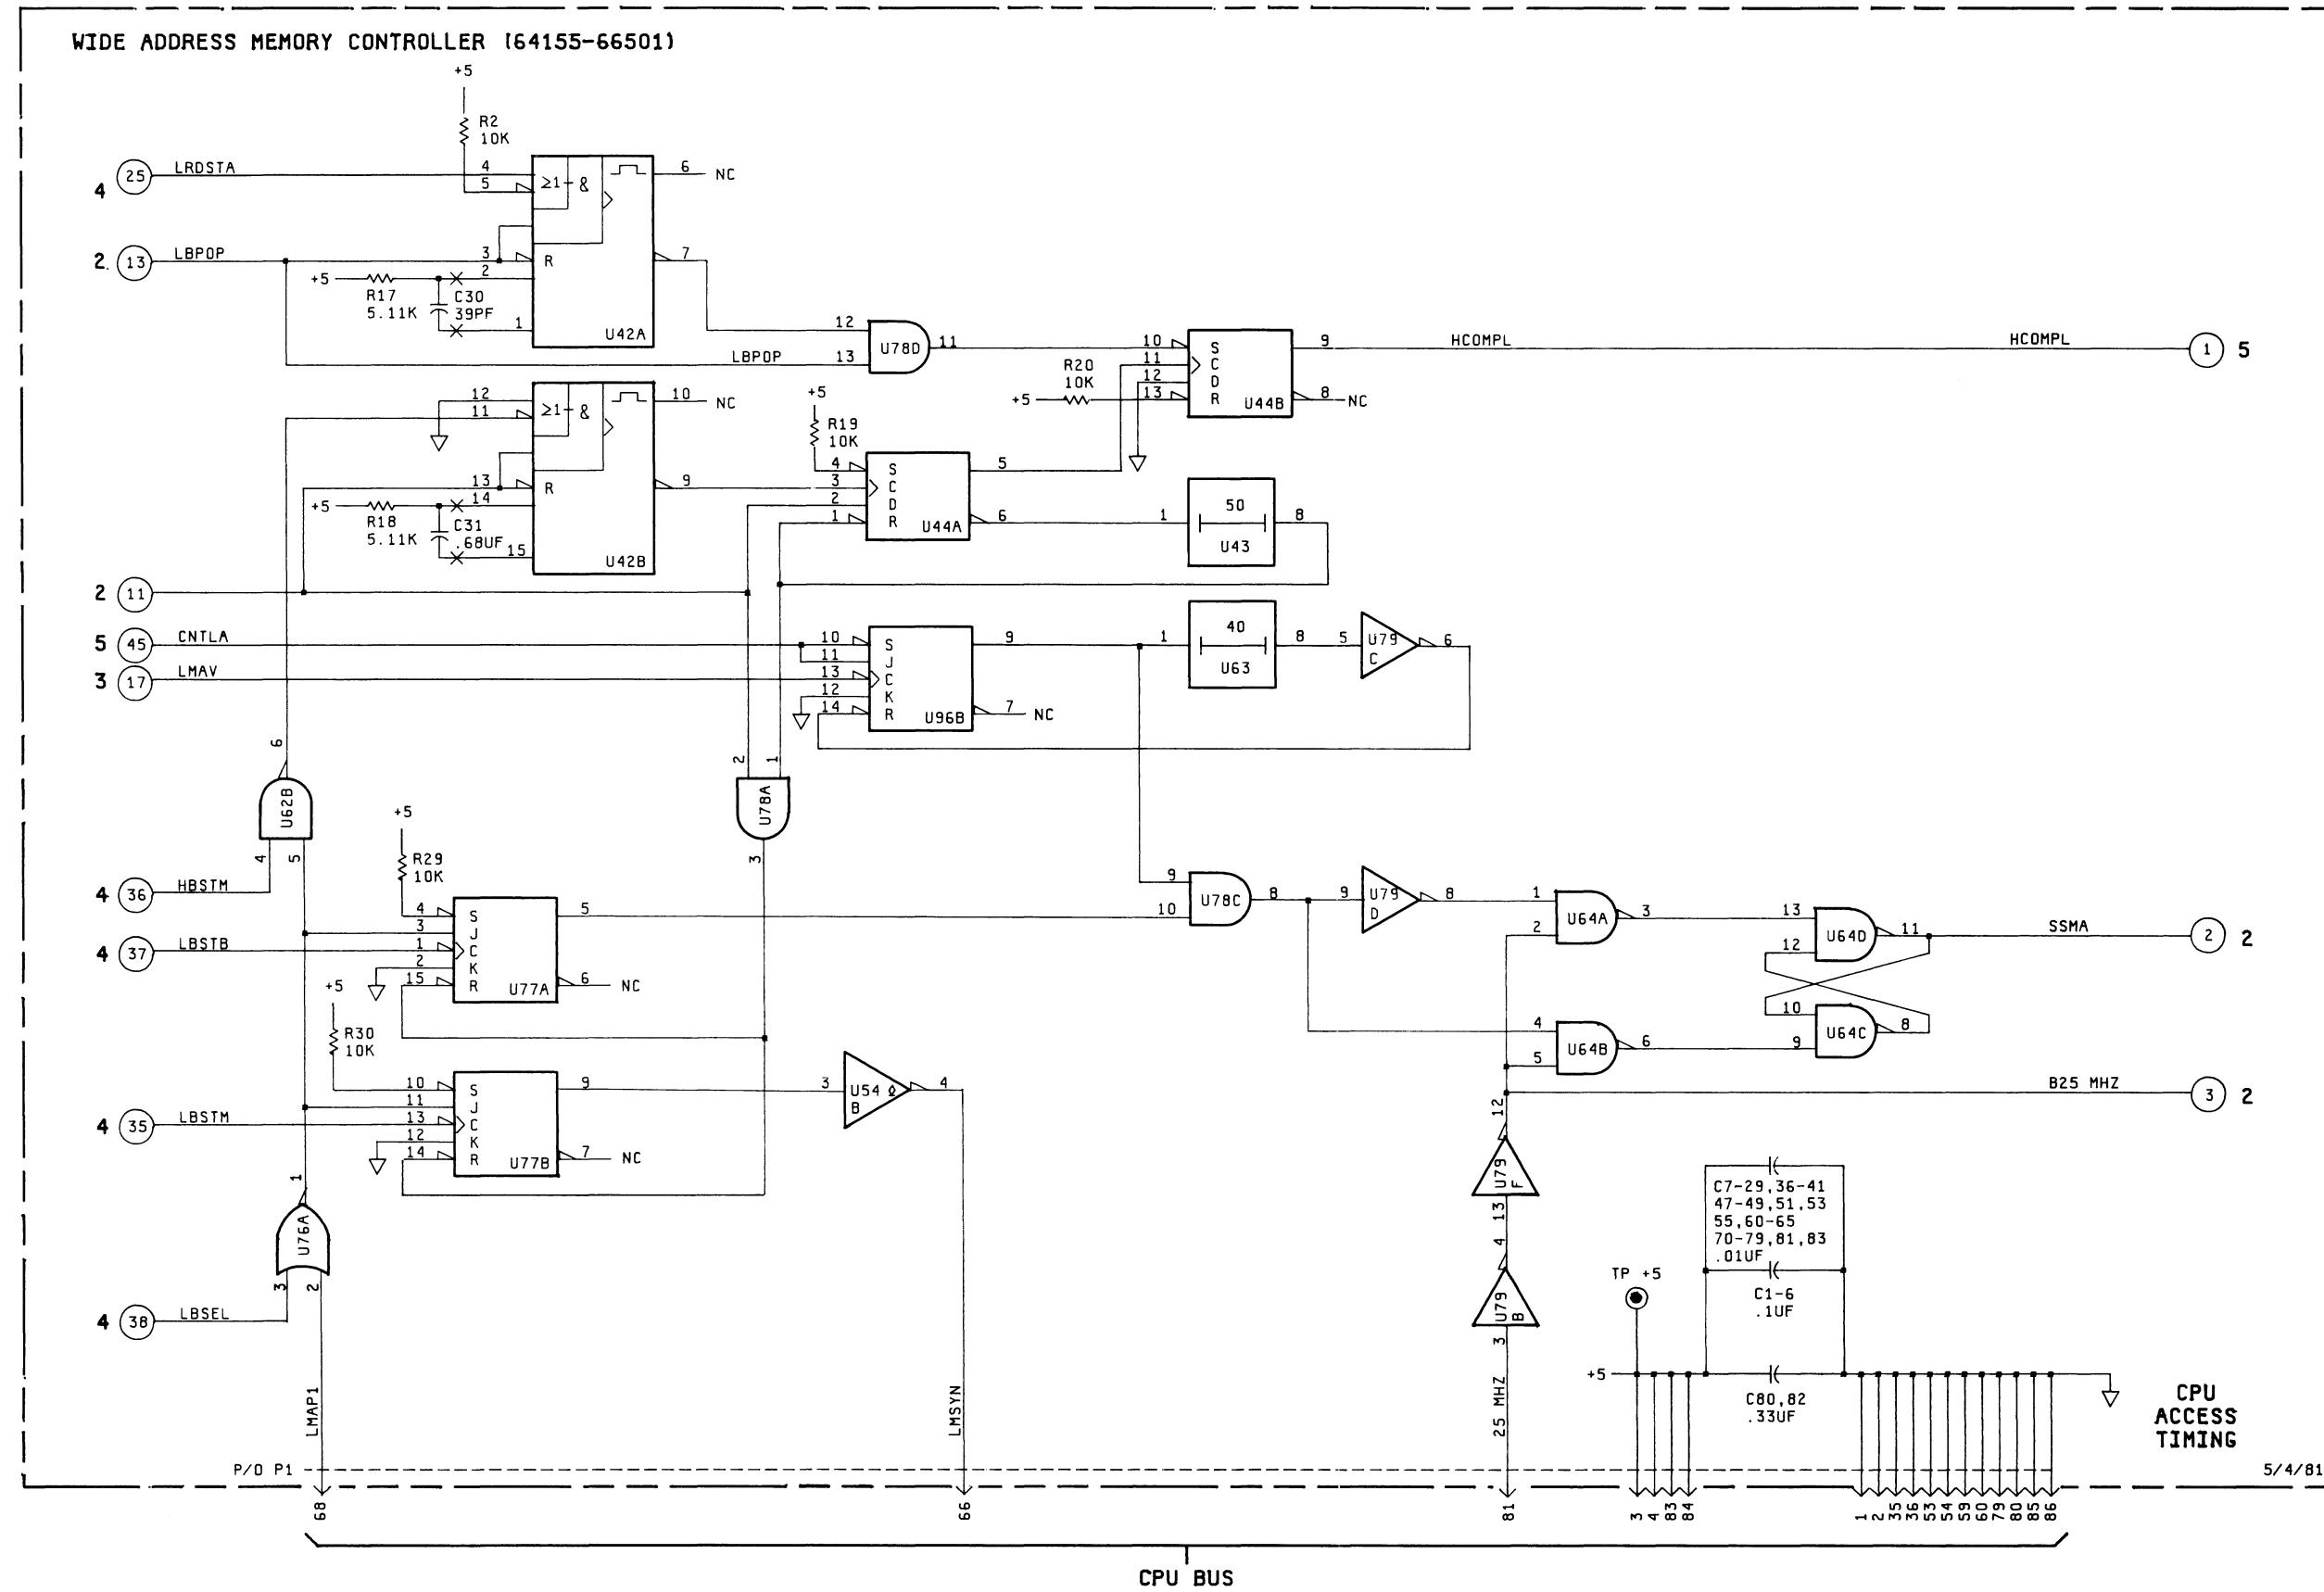 WIDE ADDRESS MEMORY CONTROLLER (64155-66501)
+5
R2
10K
4 25 LRDSTA 4
5
≥1 & 6 NC
2. 13 LBPOP 3 R 7
+5 2
R17
5.11K
C30
39PF
1 U42A
12
LBPOP 13 U78D 11
10 S 9 HCOMPL HCOMPL 1 5
11 C
12 D
13 R U44B 8 NC
R20
10K
+5
12
11
≥1 & 10 NC
13 R 9
+5 14
R18
5.11K
C31
.68UF
15 U42B
+5
R19
10K
4 S 5
3 C
2 D
1 R U44A 6
1 50 8
U43
2 11
5 45 CNTLA 10 S 9
11 J
3 17 LMAV 13 C
12 K
14 R U96B 7 NC
1 40 8
U63
5 U79 6
C
6
U62B
4 5
2 1
U78A
3
+5
R29
10K
4 36 HBSTM
4 S 5
3 J
4 37 LBSTB 1 C
2 K
15 R U77A 6 NC
9
10 U78C 8
9 U79 8
D
1 U64A 3
2
13 U64D 11 SSMA 2 2
12
10 U64C 8
9
4 U64B 6
5
B25 MHZ 3 2
+5
R30
10K
10 S 9
11 J
4 35 LBSTM 13 C
12 K
14 R U77B 7 NC
3 U54 4
B
12
U79
F
13
4
U79
B
3
1
U76A
3 2
4 38 LBSEL
LMAP1
LMSYN
25 MHZ
TP +5
C7-29,36-41
47-49,51,53
55,60-65
70-79,81,83
.01UF
C1-6
.1UF
+5
C80,82
.33UF
CPU
ACCESS
TIMING
P/O P1
5/4/81
68 66 81 3 4 83 84 1 2 35 36 53 54 59 60 79 80 85 86
CPU BUS